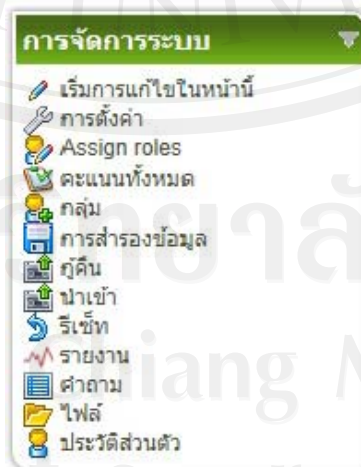 การจัดการระบบ
เริ่มการแก้ไขในหน้านี้
การตั้งค่า
Assign roles
คะแนนทั้งหมด
กลุ่ม
การสำรองข้อมูล
กู้คืน
นำเข้า
รีเซ็ท
รายงาน
คำถาม
ไฟล์
ประวัติส่วนตัว